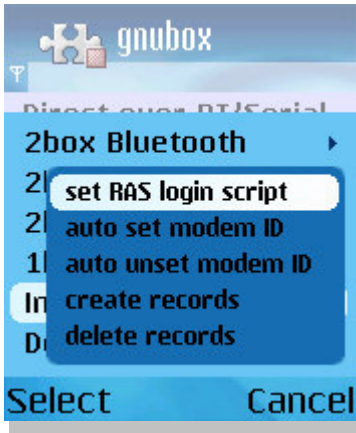 gnubox
Direct over BT/Serial
2box Bluetooth
set RAS login script
auto set modem ID
auto unset modem ID
create records
delete records
Select Cancel